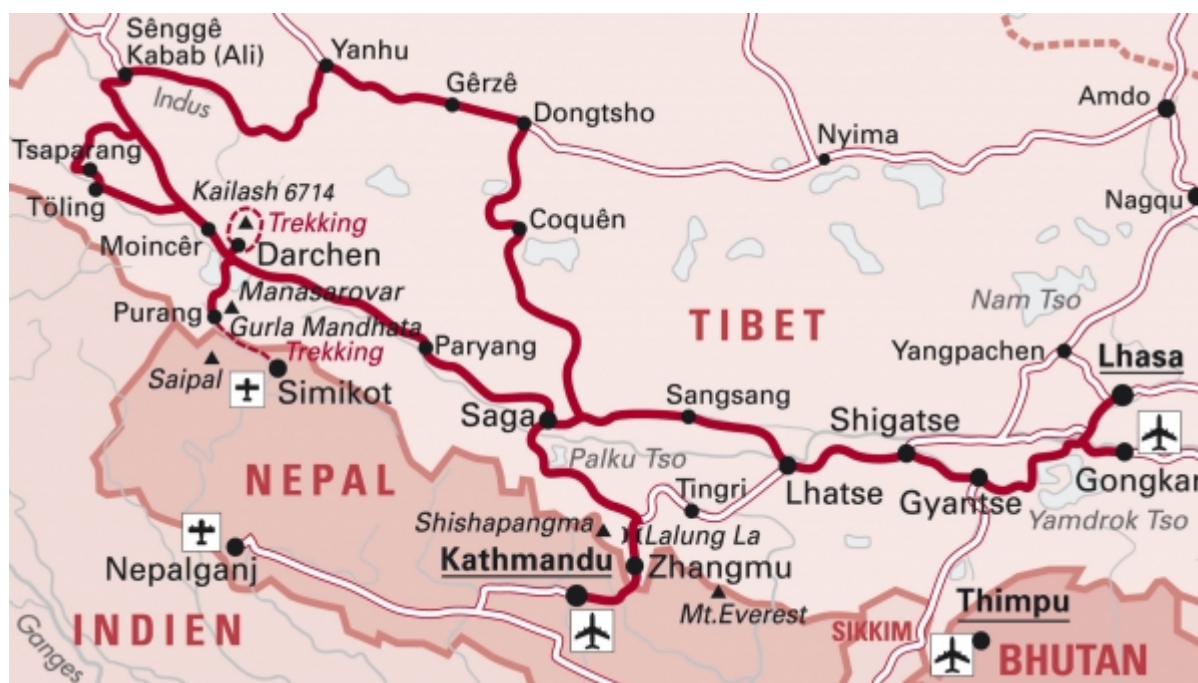 Sênggê
Kabab (Ali)
Yanhu
Indus
Gêrzê
Dongtsho
Amdo
Nyima
Tsaparang
Kailash 6714
Töling
Trekking
Nagqu
Moincêr
Darchen
Coquên
Manasarovar
Nam Tso
Purang
Gurla Mandhata
TIBET
Trekking
Paryang
Yangpachen
Lhasa
Saipal
Simikot
Sangsang
Saga
Shigatse
NEPAL
Palku Tso
Lhatse
Gyantse
Gongkar
Tingri
Shishapangma
Lalung La
Yamdrok Tso
Kathmandu
Zhangmu
Nepalganj
Mt.Everest
Thimpu
INDIEN
SIKKIM
Ganges
BHUTAN